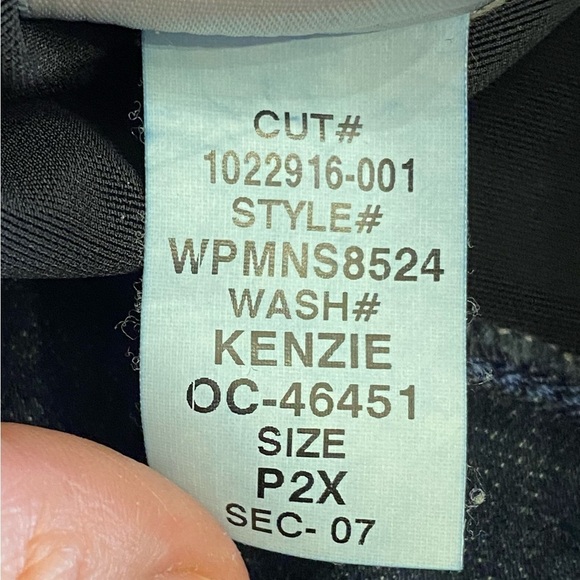 CUT#
1022916-001
STYLE#
WPMNS8524
WASH#
KENZIE
OC-46451
SIZE
P2X
SEC- 07